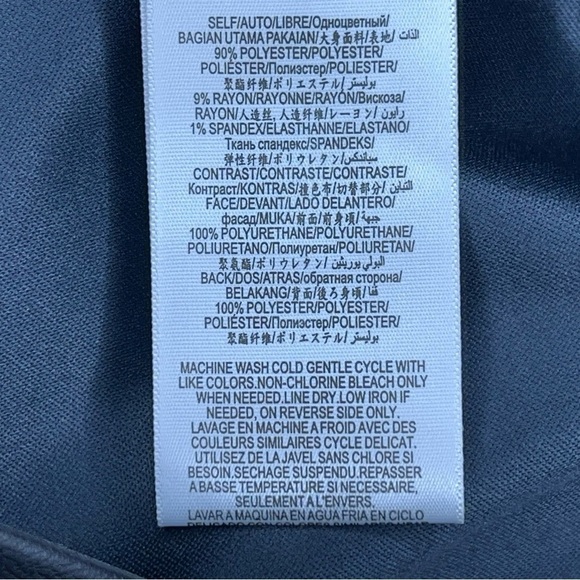 SELF/AUTO/LIBRE/Одноцветный/
BAGIAN UTAMA PAKAIAN/大身面料/表地/ الذات
90% POLYESTER/POLYESTER/
POLIÉSTER/Полиэстер/POLIESTER/
聚酯纤维/ポリエステル/بوليستر/
9% RAYON/RAYONNE/RAYÓN/Вискоза/
RAYON/人造丝, 人造纤维/レーヨン/ رايون/
1% SPANDEX/ELASTHANNE/ELASTANO/
Ткань спандекс/SPANDEKS/
弹性纤维/ポリウレタン/سباندكس/
CONTRAST/CONTRASTE/CONTRASTE/
Контраст/KONTRAS/撞色布/切替部分/ التباين/
FACE/DEVANT/LADO DELANTERO/
фасад/MUKA/前面/前身頃/جبهة/
100% POLYURETHANE/POLYURETHANE/
POLIURETANO/Полиуретан/POLIURETAN/
聚氨酯/ポリウレタン/ البولي يوريثين/
BACK/DOS/ATRAS/обратная сторона/
BELAKANG/背面/後ろ身頃/قفا/
100% POLYESTER/POLYESTER/
POLIÉSTER/Полиэстер/POLIESTER/
聚酯纤维/ポリエステル/بوليستر/
MACHINE WASH COLD GENTLE CYCLE WITH
LIKE COLORS.NON-CHLORINE BLEACH ONLY
WHEN NEEDED.LINE DRY.LOW IRON IF
NEEDED, ON REVERSE SIDE ONLY.
LAVAGE EN MACHINE A FROID AVEC DES
COULEURS SIMILAIRES CYCLE DELICAT.
UTILISEZ DE LA JAVEL SANS CHLORE SI
BESOIN.SECHAGE SUSPENDU.REPASSER
A BASSE TEMPERATURE SI NECESSAIRE,
SEULEMENT A L'ENVERS.
LAVAR A MAQUINA EN AGUA FRIA EN CICLO